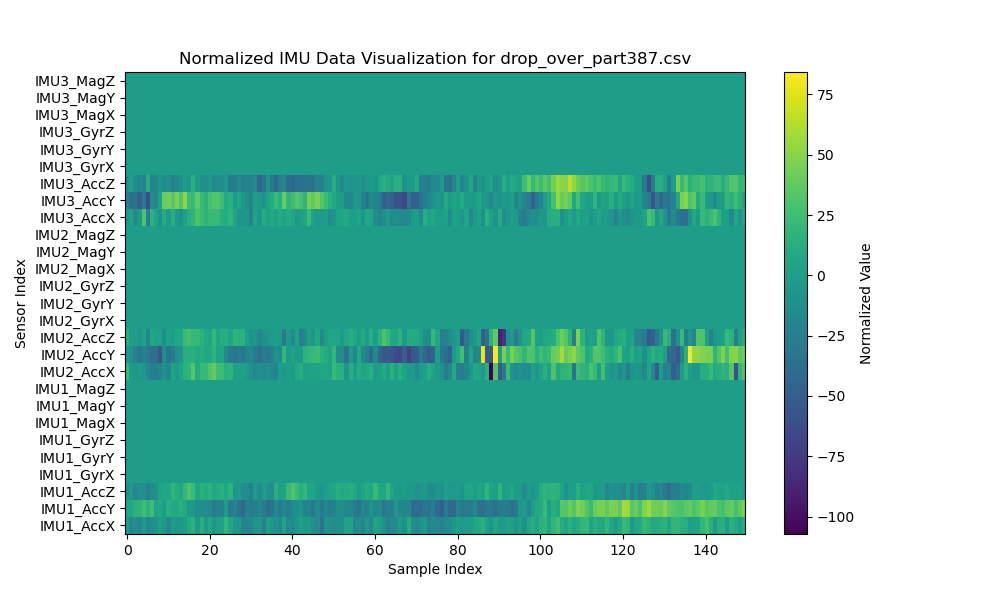 Normalized IMU Data Visualization for drop_over_part387.csv
IMU3_MagZ
IMU3_MagY
IMU3_MagX
IMU3_GyrZ
IMU3_GyrY
IMU3_GyrX
IMU3_AccZ
IMU3_AccY
IMU3_AccX
IMU2_MagZ
IMU2_MagY
IMU2_MagX
IMU2_GyrZ
IMU2_GyrY
IMU2_GyrX
IMU2_AccZ
IMU2_AccY
IMU2_AccX
IMU1_MagZ
IMU1_MagY
IMU1_MagX
IMU1_GyrZ
IMU1_GyrY
IMU1_GyrX
IMU1_AccZ
IMU1_AccY
IMU1_AccX
Sensor Index
0 20 40 60 80 100 120 140
Sample Index
75
50
25
0
−25
−50
−75
−100
Normalized Value